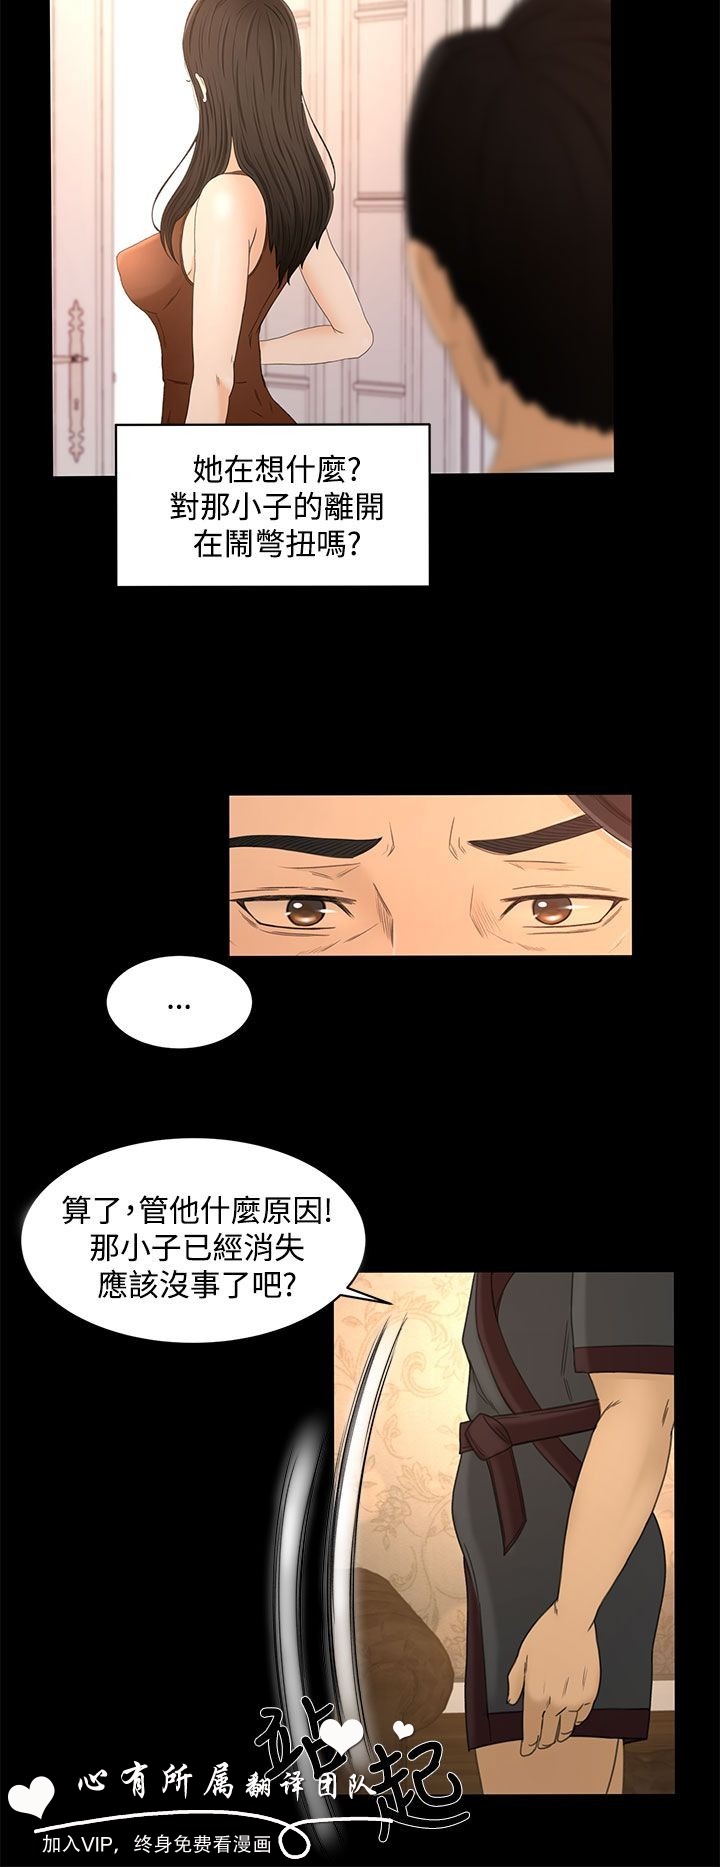 她在想什麼?
對那小子的離開
在鬧彆扭嗎?
...
算了,管他什麼原因!
那小子已經消失
應該沒事了吧?
站起
心有所属翻译团队
加入VIP，终身免费看漫画